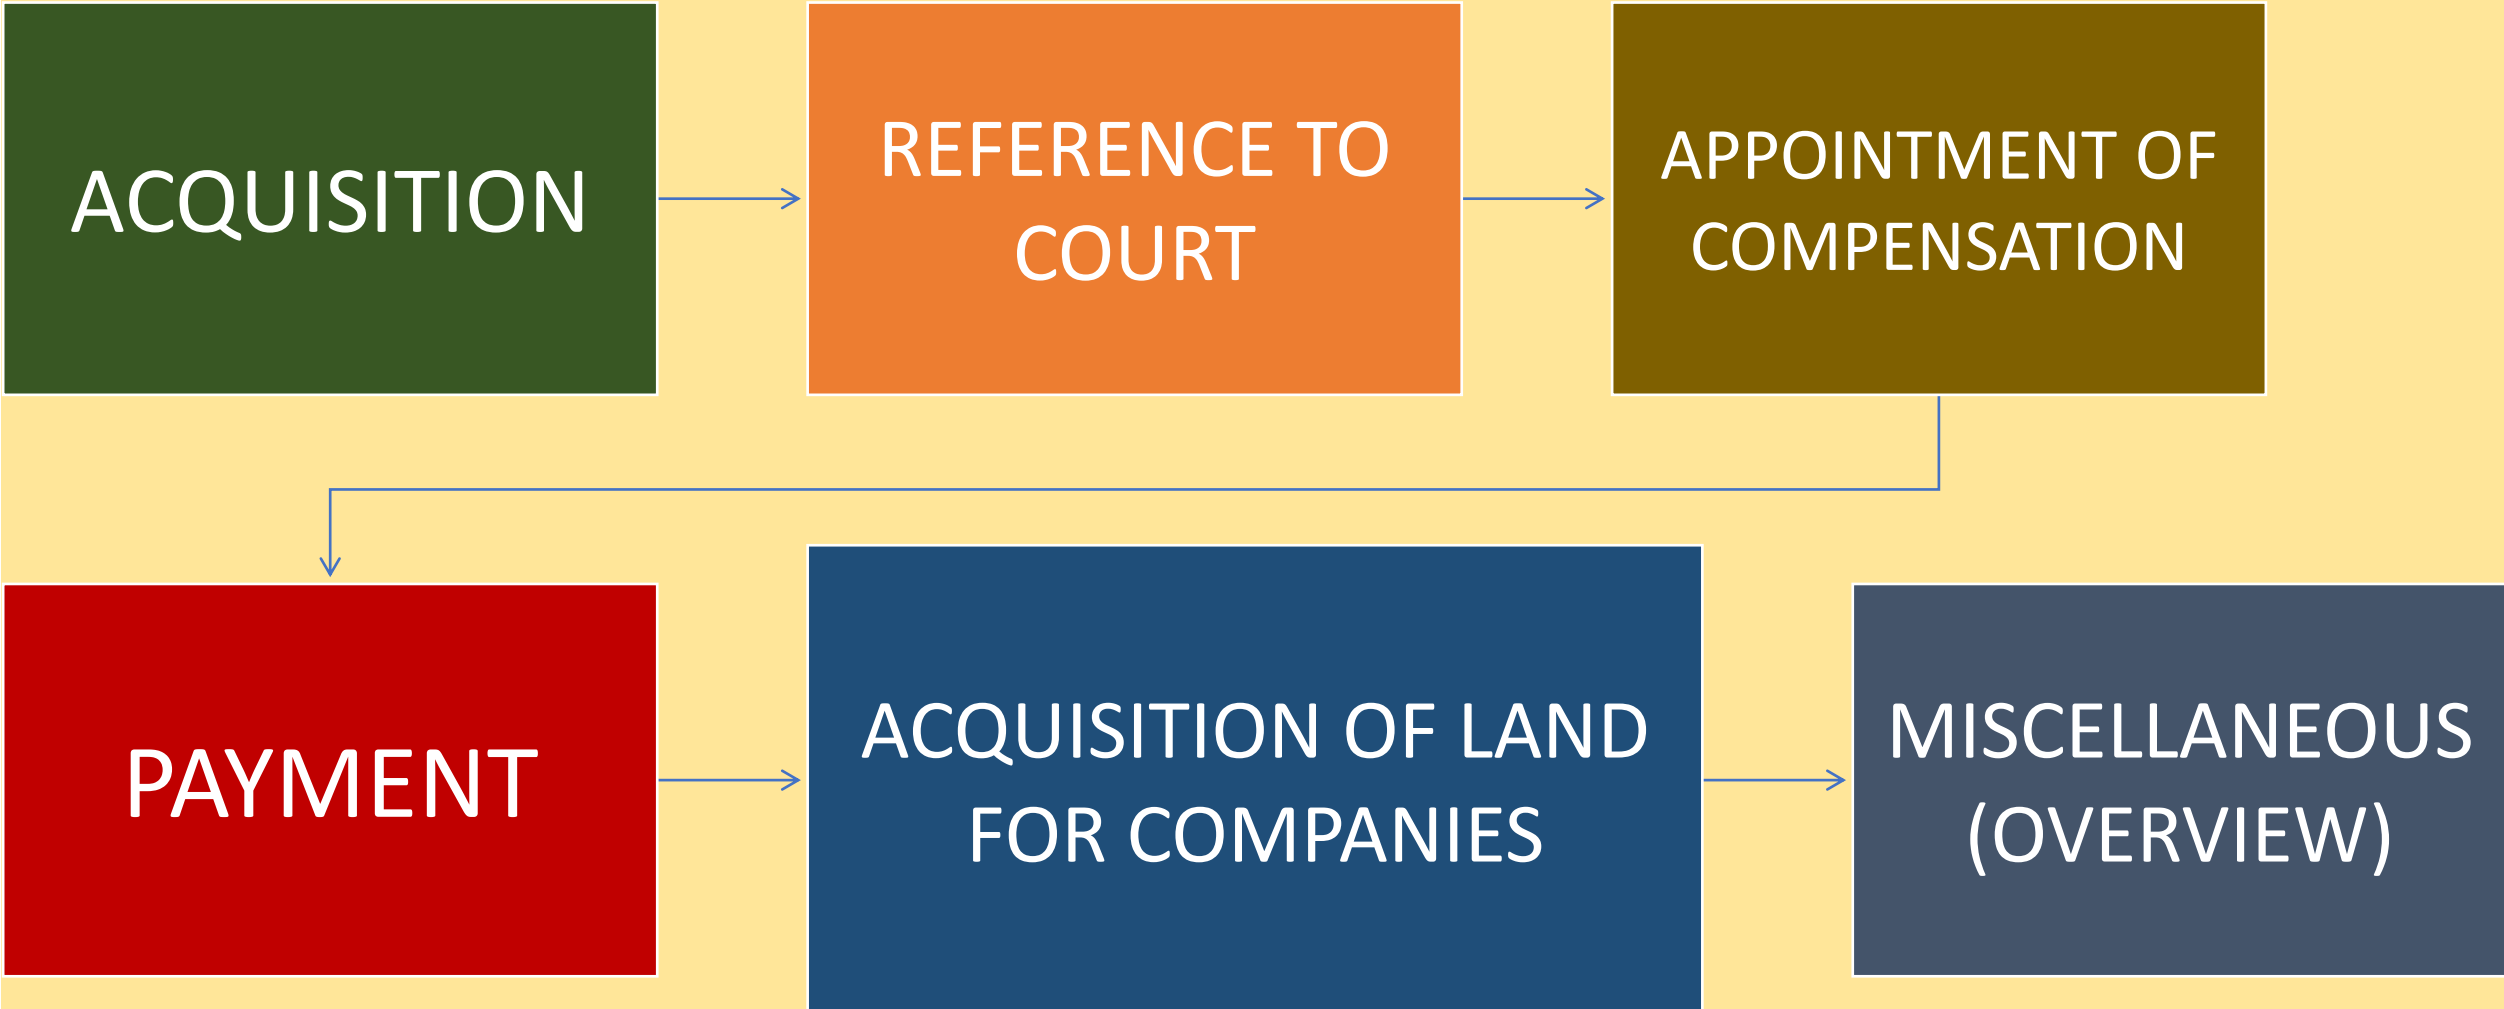 ACQUISITION
REFERENCE TO
COURT
APPOINTMENT OF
COMPENSATION
PAYMENT
ACQUISITION OF LAND
FOR COMPANIES
MISCELLANEOUS
(OVERVIEW)